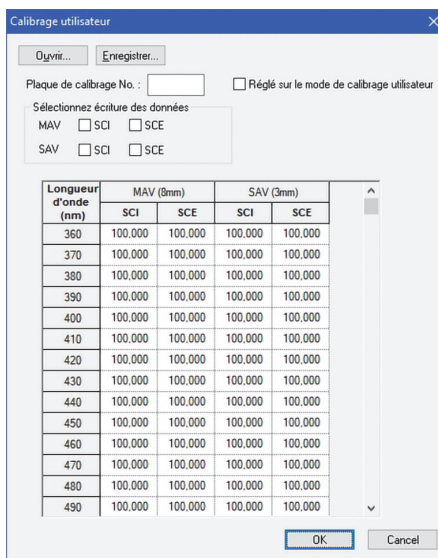 Calibrage utilisateur
Ouvrir... Enregistrer...
Plaque de calibrage No. : Réglé sur le mode de calibrage utilisateur
Sélectionnez écriture des données
MAV SCI SCE
SAV SCI SCE
Longueur d'onde (nm) MAV (8mm) SAV (3mm)
SCI SCE SCI SCE
360 100,000 100,000 100,000 100,000
370 100,000 100,000 100,000 100,000
380 100,000 100,000 100,000 100,000
390 100,000 100,000 100,000 100,000
400 100,000 100,000 100,000 100,000
410 100,000 100,000 100,000 100,000
420 100,000 100,000 100,000 100,000
430 100,000 100,000 100,000 100,000
440 100,000 100,000 100,000 100,000
450 100,000 100,000 100,000 100,000
460 100,000 100,000 100,000 100,000
470 100,000 100,000 100,000 100,000
480 100,000 100,000 100,000 100,000
490 100,000 100,000 100,000 100,000
OK Cancel